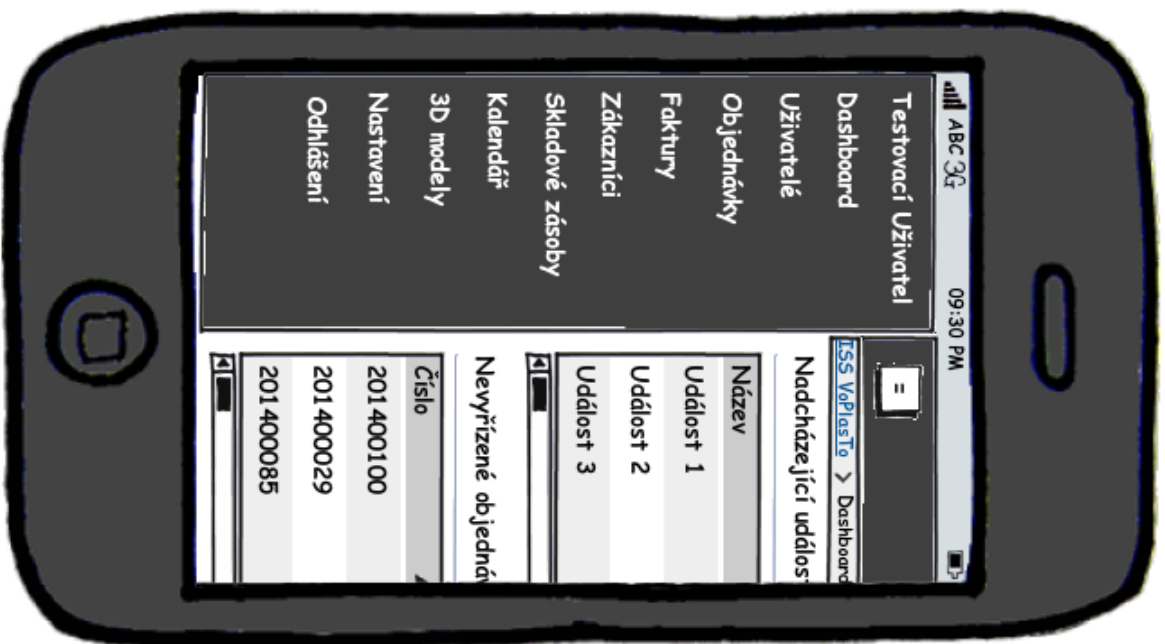 ABC 3G 09:30 PM
Testovací Uživatel
Dashboard
Uživatelé
Objednávky
Faktury
Zákazníci
Skladové zásoby
Kalendář
3D modely
Nastavení
Odhlášení
=
ISS VoPlasTo > Dashboard
Nadcházející událos
Název
Událost 1
Událost 2
Událost 3
Nevyřízené objednáv
Číslo
201400100
201400029
201400085